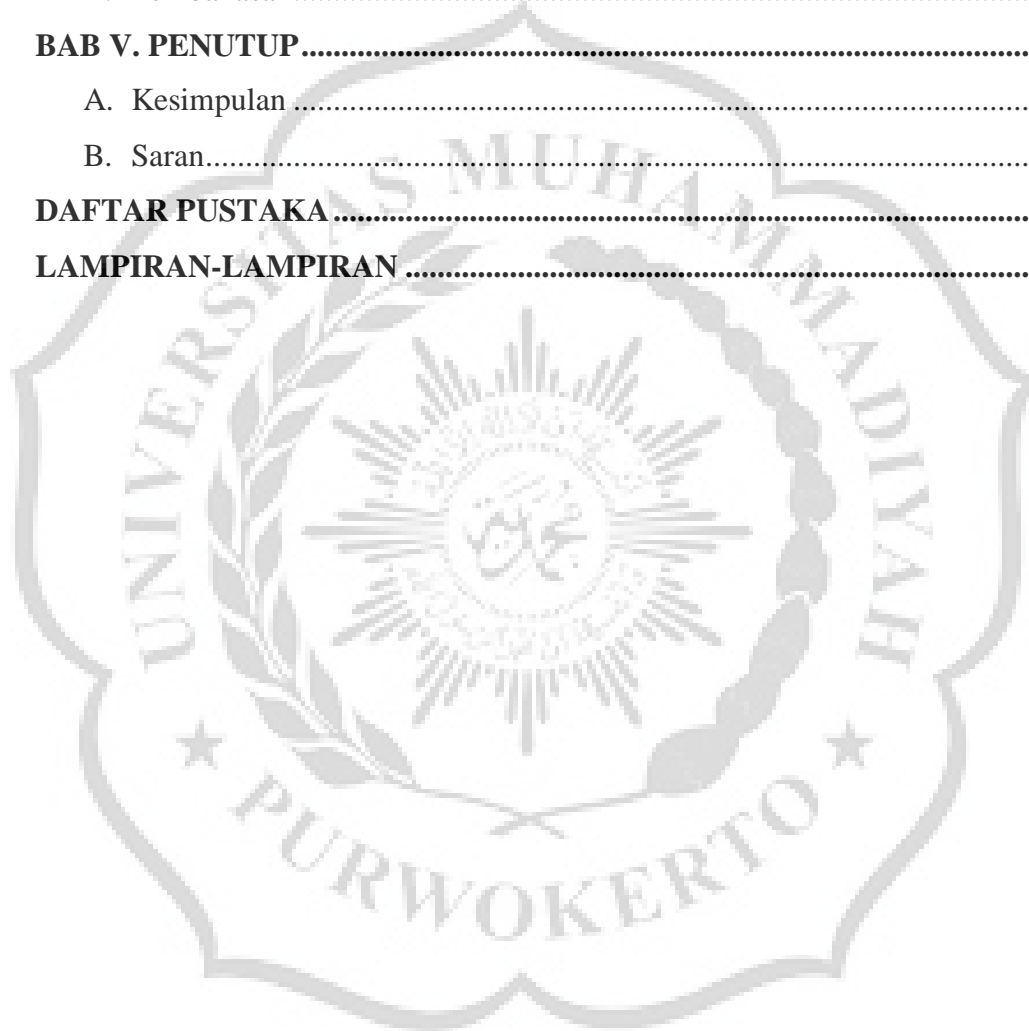 BAB V. PENUTUP
A. Kesimpulan
B. Saran
DAFTAR PUSTAKA
LAMPIRAN-LAMPIRAN
UNIVERSITAS MUHAMMADIYAH
PURWOKERTO